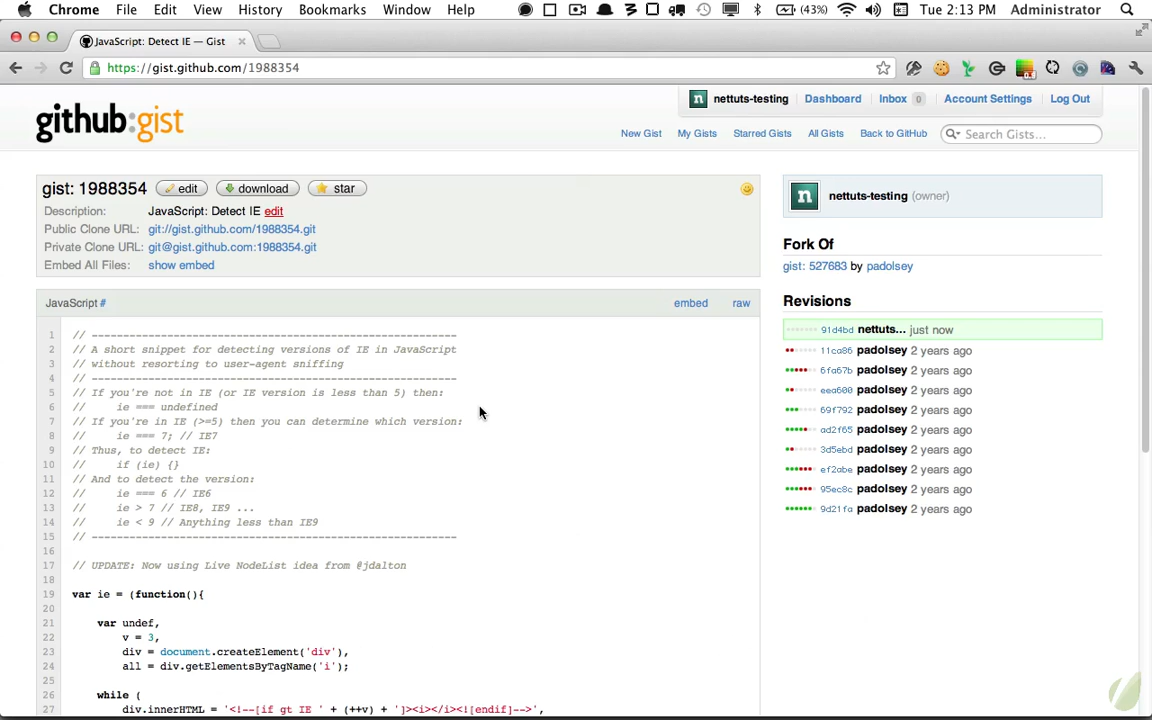 Chrome File Edit View History Bookmarks Window Help (43%) Tue 2:13 PM Administrator
JavaScript: Detect IE — Gist
https://gist.github.com/1988354
nettuts-testing Dashboard Inbox 0 Account Settings Log Out
github:gist
New Gist My Gists Starred Gists All Gists Back to GitHub Search Gists...
gist: 1988354 edit download star
Description: JavaScript: Detect IE edit
Public Clone URL: git://gist.github.com/1988354.git
Private Clone URL: git@gist.github.com:1988354.git
Embed All Files: show embed
n nettuts-testing (owner)
Fork Of
gist: 527683 by padolsey
Revisions
91d4bd nettuts... just now
11ca86 padolsey 2 years ago
6fa67b padolsey 2 years ago
eea600 padolsey 2 years ago
69f792 padolsey 2 years ago
ad2f65 padolsey 2 years ago
3d5ebd padolsey 2 years ago
ef2abe padolsey 2 years ago
95ec8c padolsey 2 years ago
9d21fa padolsey 2 years ago
JavaScript # embed raw
1 // ----------------------------------------------------------
2 // A short snippet for detecting versions of IE in JavaScript
3 // without resorting to user-agent sniffing
4 // ----------------------------------------------------------
5 // If you're not in IE (or IE version is less than 5) then:
6 //     ie === undefined
7 // If you're in IE (>=5) then you can determine which version:
8 //     ie === 7; // IE7
9 // Thus, to detect IE:
10 //     if (ie) {}
11 // And to detect the version:
12 //     ie === 6 // IE6
13 //     ie > 7 // IE8, IE9 ...
14 //     ie < 9 // Anything less than IE9
15 // ----------------------------------------------------------
16
17 // UPDATE: Now using Live NodeList idea from @jdalton
18
19 var ie = (function(){
20
21     var undef,
22         v = 3,
23         div = document.createElement('div'),
24         all = div.getElementsByTagName('i');
25
26     while (
27         div.innerHTML = '<!--[if gt IE ' + (++v) + ']><i></i><![endif]-->',